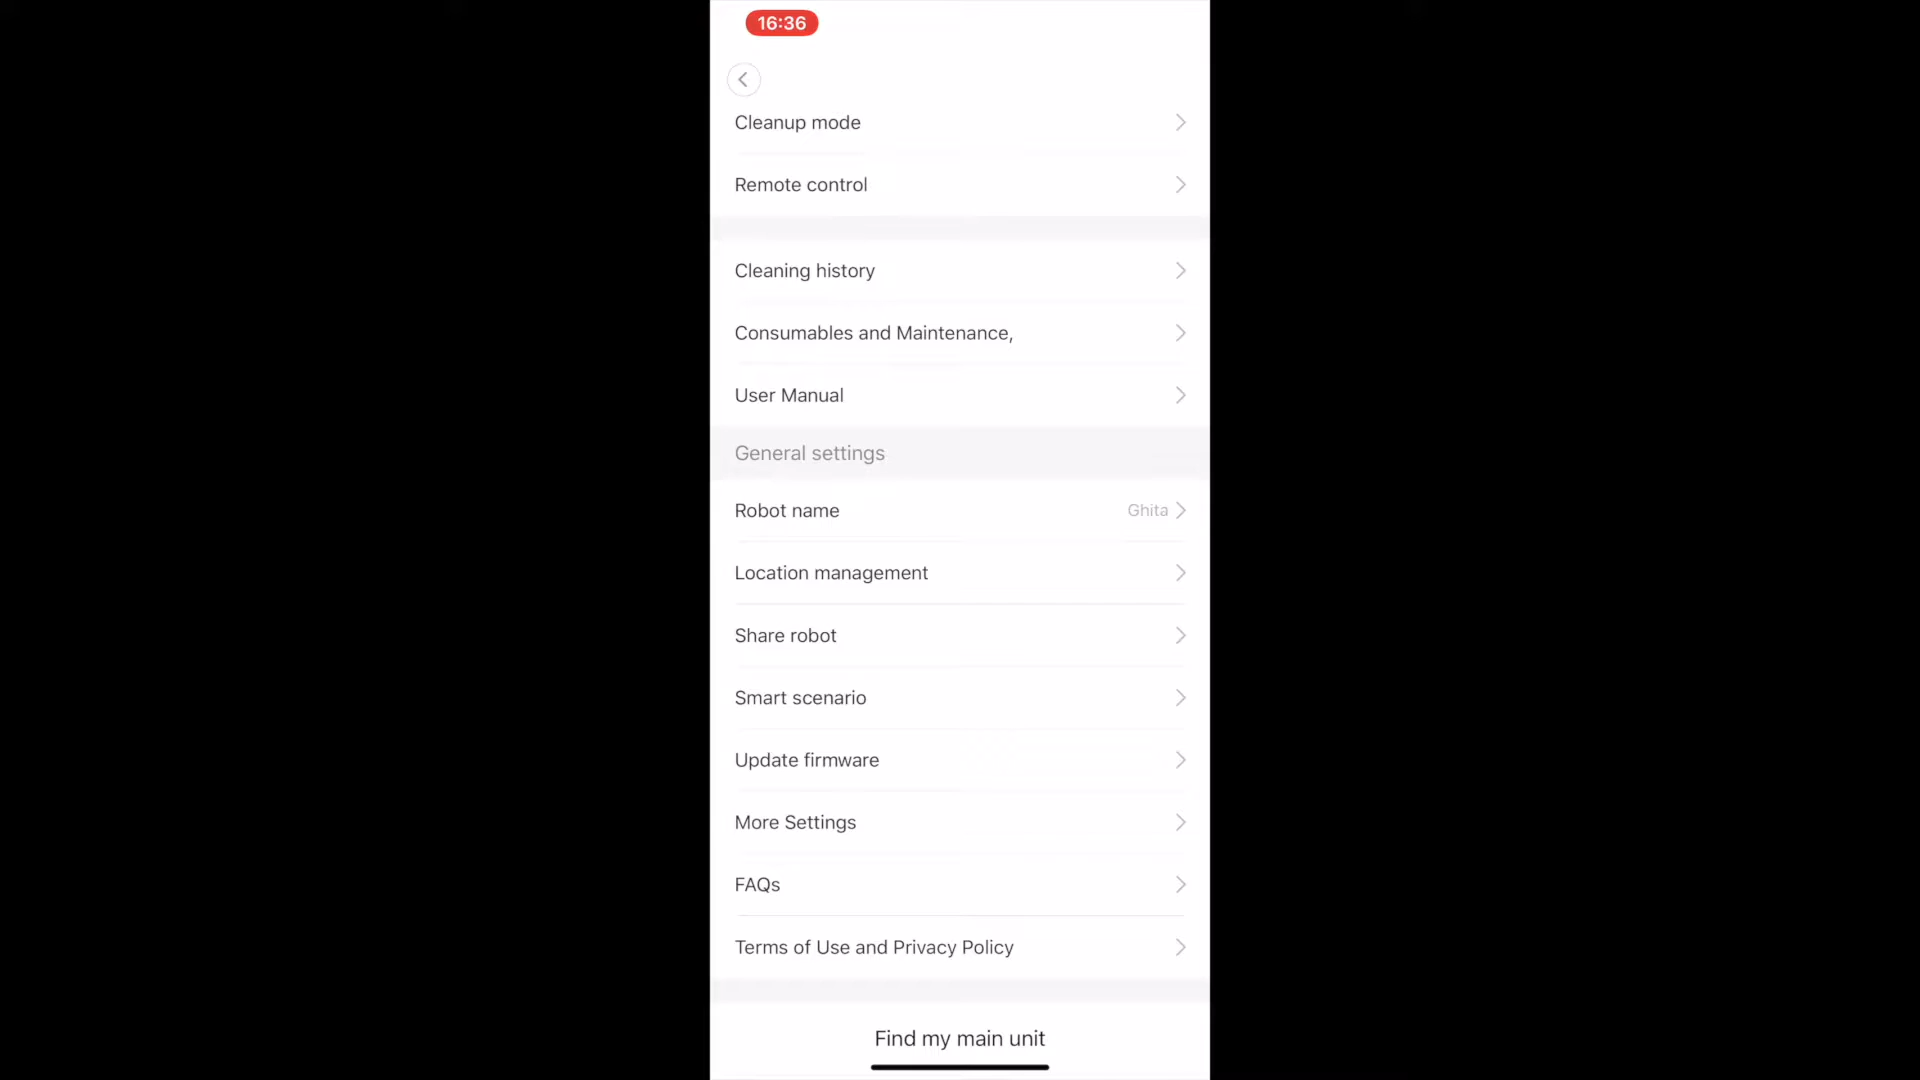 16:36
Cleanup mode
Remote control
Cleaning history
Consumables and Maintenance,
User Manual
General settings
Robot name Ghita
Location management
Share robot
Smart scenario
Update firmware
More Settings
FAQs
Terms of Use and Privacy Policy
Find my main unit